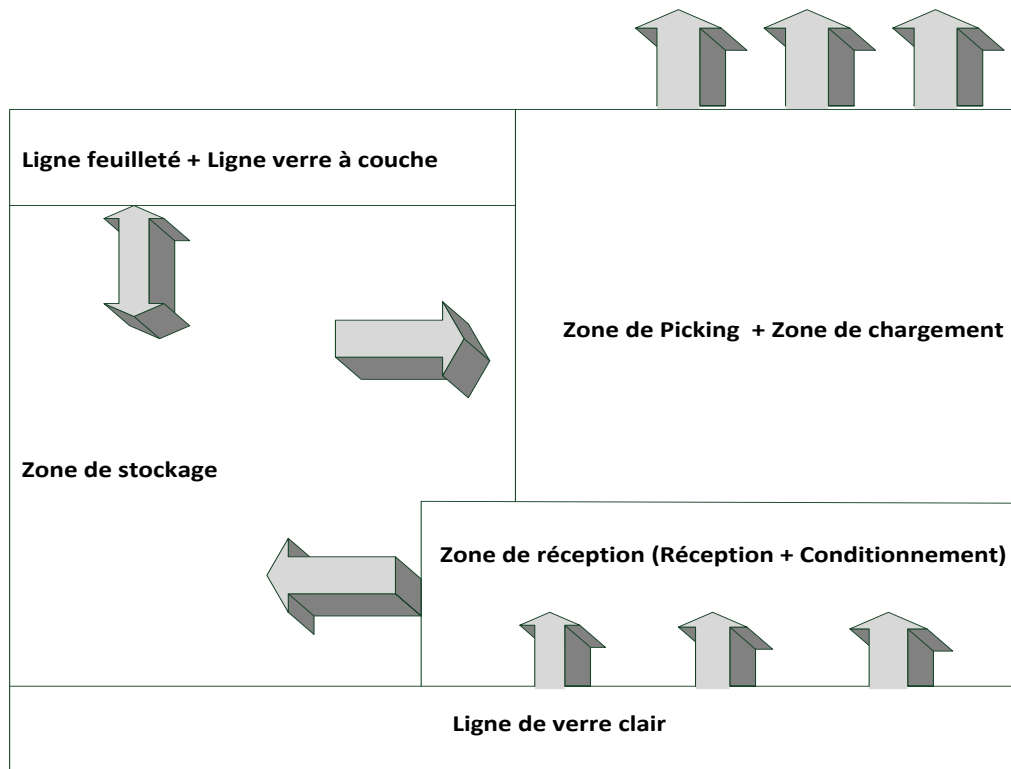 Ligne feuilleté + Ligne verre à couche
Zone de Picking + Zone de chargement
Zone de stockage
Zone de réception (Réception + Conditionnement)
Ligne de verre clair